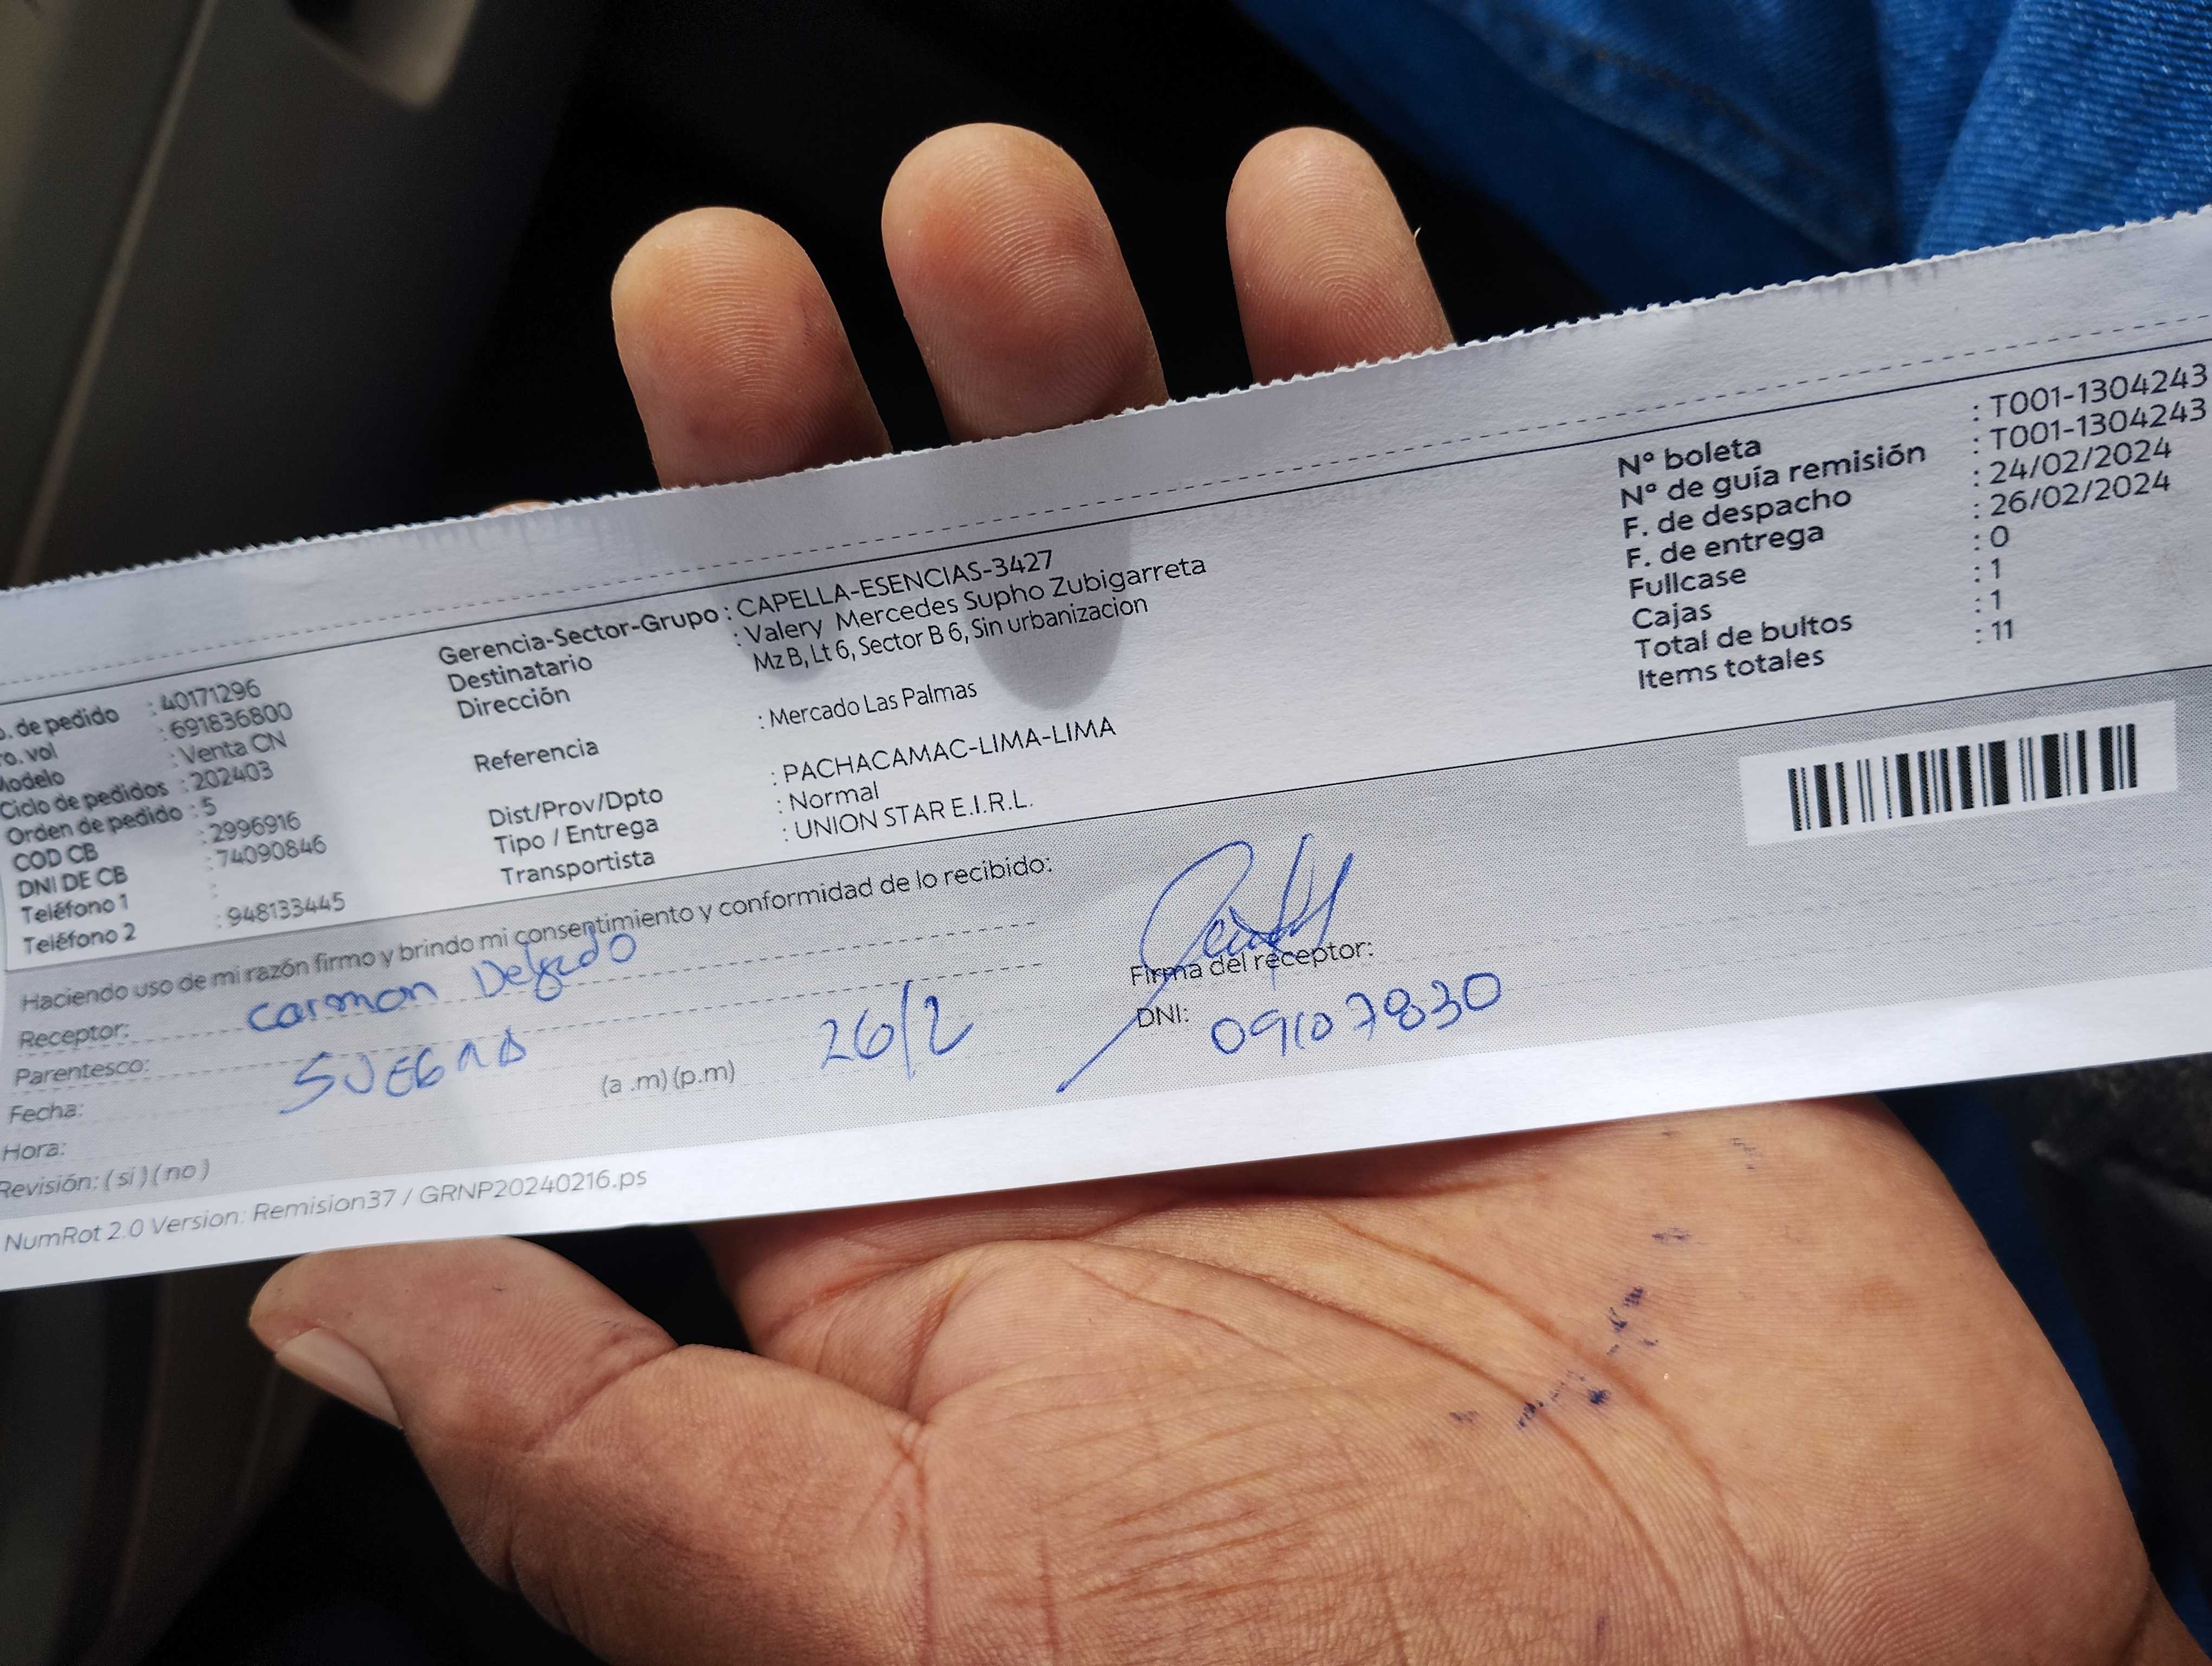 o. de pedido : 40171296
ro. vol : 691836800
Modelo : Venta CN
Ciclo de pedidos : 202403
Orden de pedido : 5
COD CB : 2996916
DNI DE CB : 74090846
Teléfono 1 :
Teléfono 2 : 948133445
Gerencia-Sector-Grupo : CAPELLA-ESENCIAS-3427
Destinatario : Valery Mercedes Supho Zubigarreta
Dirección Mz B, Lt 6, Sector B 6, Sin urbanizacion
Referencia : Mercado Las Palmas
Dist/Prov/Dpto : PACHACAMAC-LIMA-LIMA
Tipo / Entrega : Normal
Transportista : UNION STAR E.I.R.L.
N° boleta : T001-1304243
N° de guía remisión : T001-1304243
F. de despacho : 24/02/2024
F. de entrega : 26/02/2024
Fullcase : 0
Cajas : 1
Total de bultos : 1
Items totales : 11
Haciendo uso de mi razón firmo y brindo mi consentimiento y conformidad de lo recibido:
Receptor: Carmon Delgado
Parentesco: SUEGRA
Fecha: 26/2
Hora: (a .m) (p.m)
Revisión: ( si ) ( no )
Firma del receptor:
DNI: 09107830
NumRot 2.0 Version: Remision37 / GRNP20240216.ps